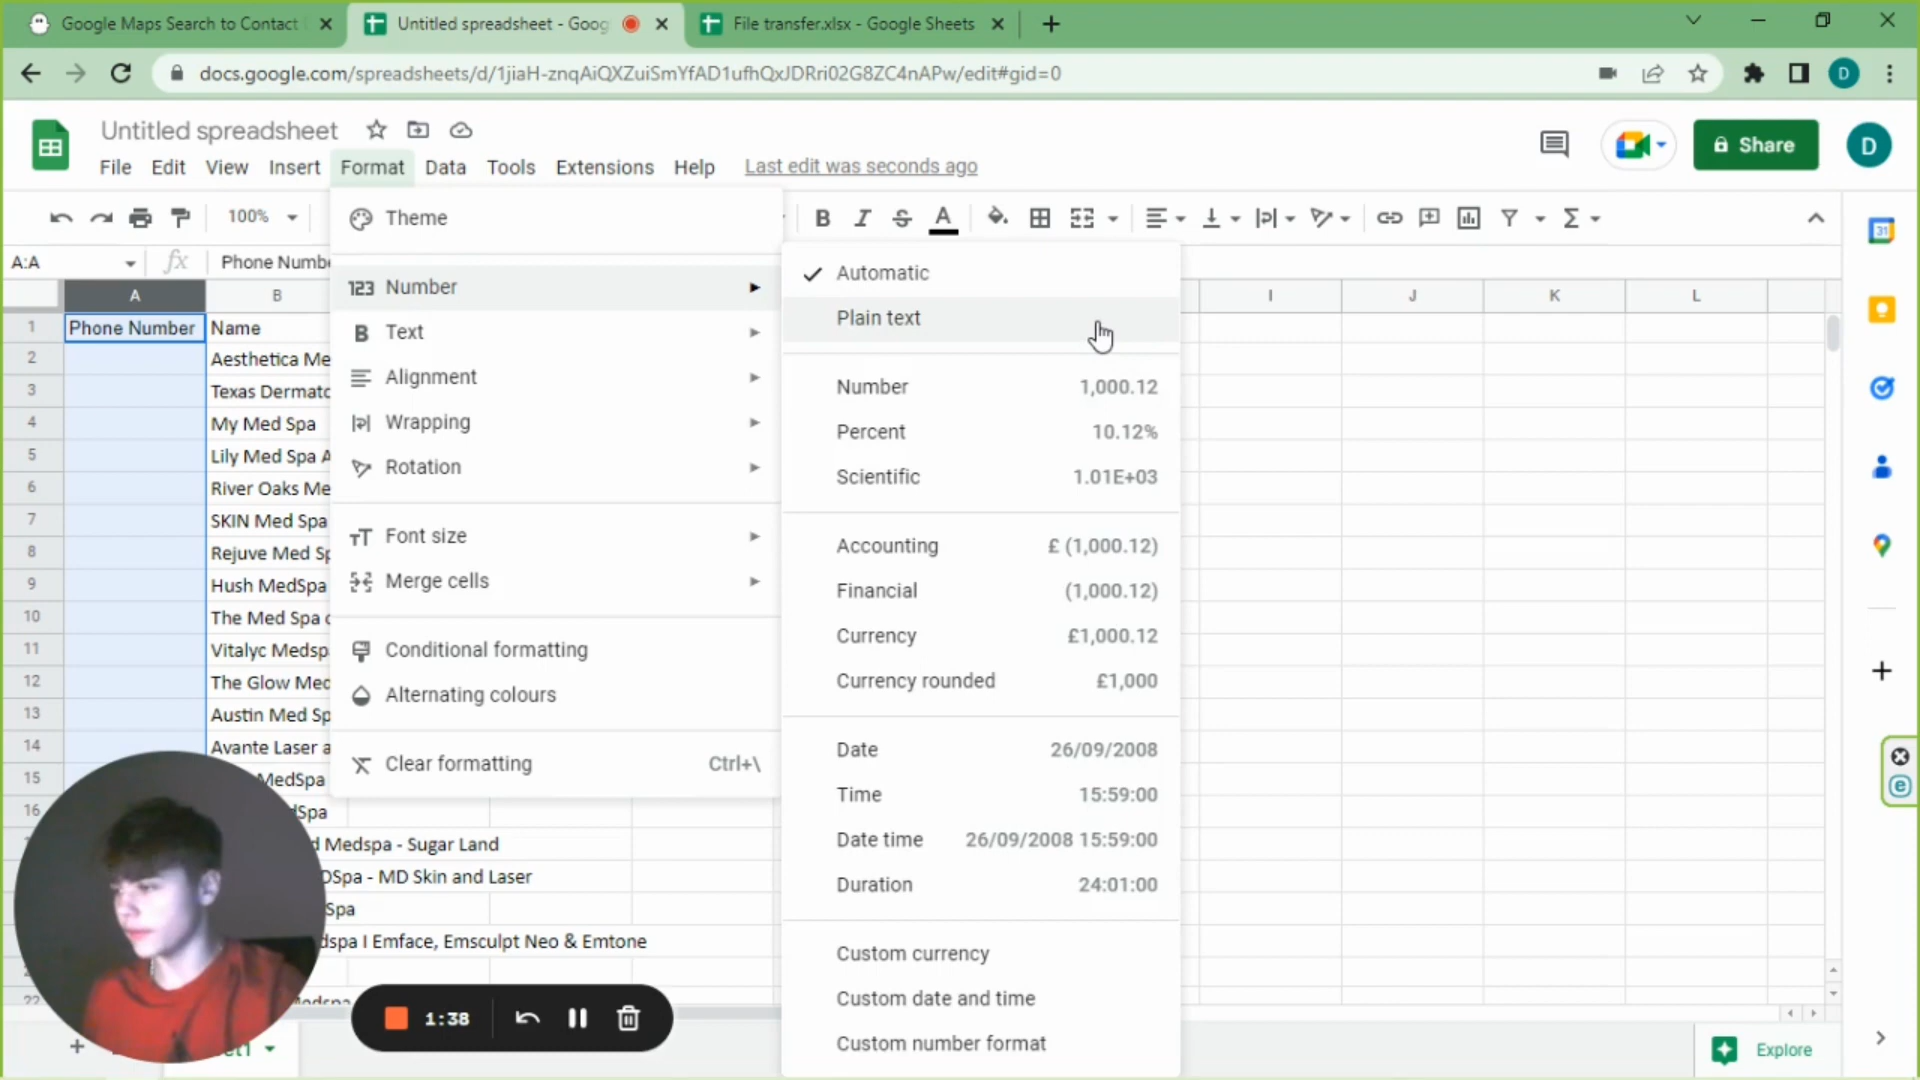 Google Maps Search to Contact
Untitled spreadsheet - Goog
File transfer.xlsx - Google Sheets
docs.google.com/spreadsheets/d/1jiaH-znqAiQXZuiSmYfAD1ufhQxJDRri02G8ZC4nAPw/edit#gid=0
D
Untitled spreadsheet
File Edit View Insert Format Data Tools Extensions Help Last edit was seconds ago
Share
D
100%
Theme
B I S A
31
A:A
fx
Phone Numbe
123 Number
Automatic
Plain text
A B I J K L
1 Phone Number Name
B Text
2 Aesthetica Me
3 Texas Dermato
Alignment
Number 1,000.12
4 My Med Spa
Wrapping
Percent 10.12%
5 Lily Med Spa A
Rotation
Scientific 1.01E+03
6 River Oaks Me
7 SKIN Med Spa
Font size
Accounting £ (1,000.12)
8 Rejuve Med Sp
Merge cells
Financial (1,000.12)
9 Hush MedSpa
10 The Med Spa o
Currency £1,000.12
11 Vitalyc Medsp
Conditional formatting
Currency rounded £1,000
12 The Glow Med
Alternating colours
13 Austin Med Sp
Date 26/09/2008
14 Avante Laser a
Clear formatting Ctrl+\
Time 15:59:00
15 MedSpa
16 dSpa
Date time 26/09/2008 15:59:00
d Medspa - Sugar Land
Duration 24:01:00
DSpa - MD Skin and Laser
Spa
dspa I Emface, Emsculpt Neo & Emtone
Custom currency
22
Custom date and time
1:38
Custom number format
Explore